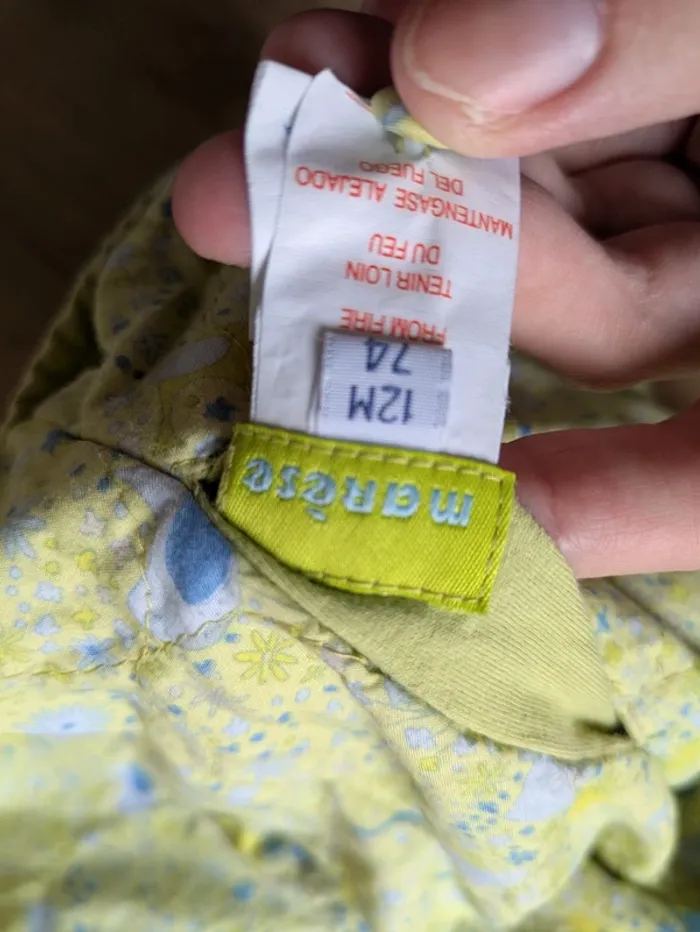 marèse
12M
74
FROM FIRE
TENIR LOIN
DU FEU
MANTENGASE ALEJADO
DEL FUEGO